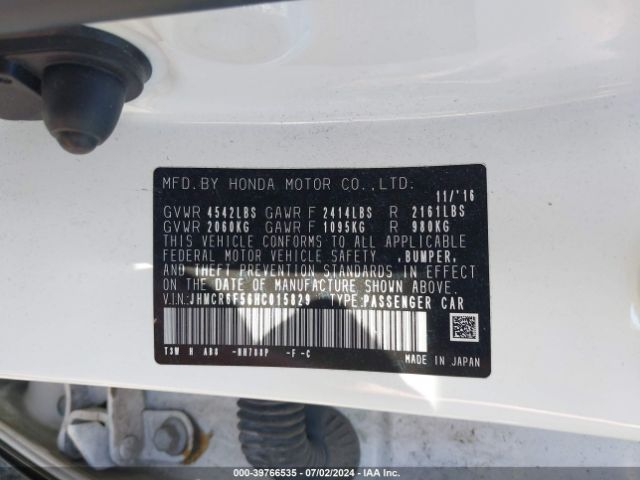 MFD.BY HONDA MOTOR CO.,LTD.
11/'16
GVWR 4542LBS GAWR F 2414LBS R 2161LBS
GVWR 2060KG GAWR F 1095KG R 980KG
THIS VEHICLE CONFORMS TO ALL APPLICABLE
FEDERAL MOTOR VEHICLE SAFETY ,BUMPER,
AND THEFT PREVENTION STANDARDS IN EFFECT
ON THE DATE OF MANUFACTURE SHOWN ABOVE.
V.I.N: JHMCR6F56HC015029 TYPE:PASSENGER CAR
TSW H -F -C
MADE IN JAPAN
000-39766535 - 07/02/2024 - IAA Inc.